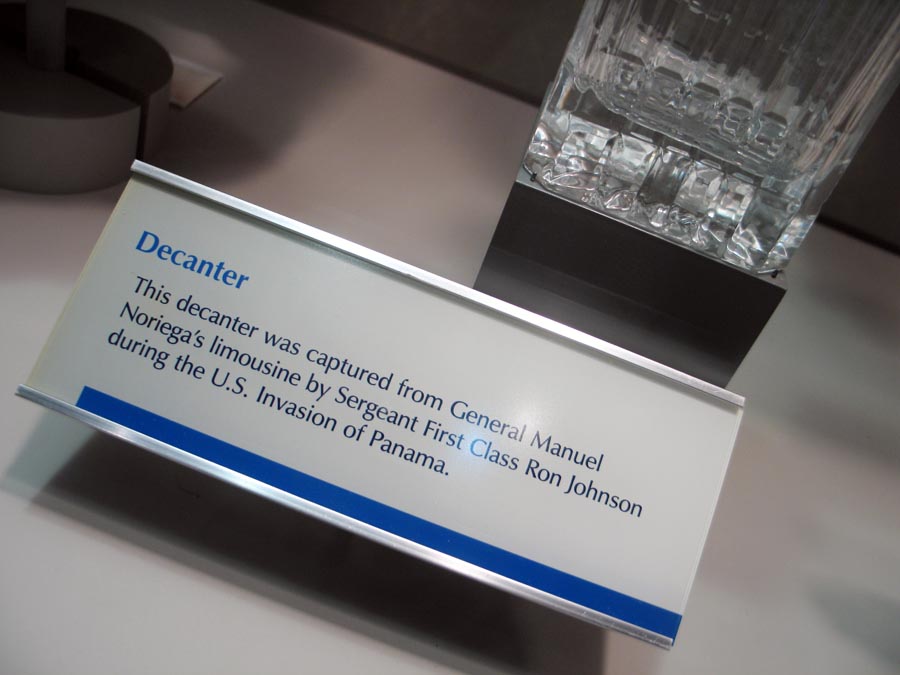 Decanter
This decanter was captured from General Manuel
Noriega's limousine by Sergeant First Class Ron Johnson
during the U.S. Invasion of Panama.